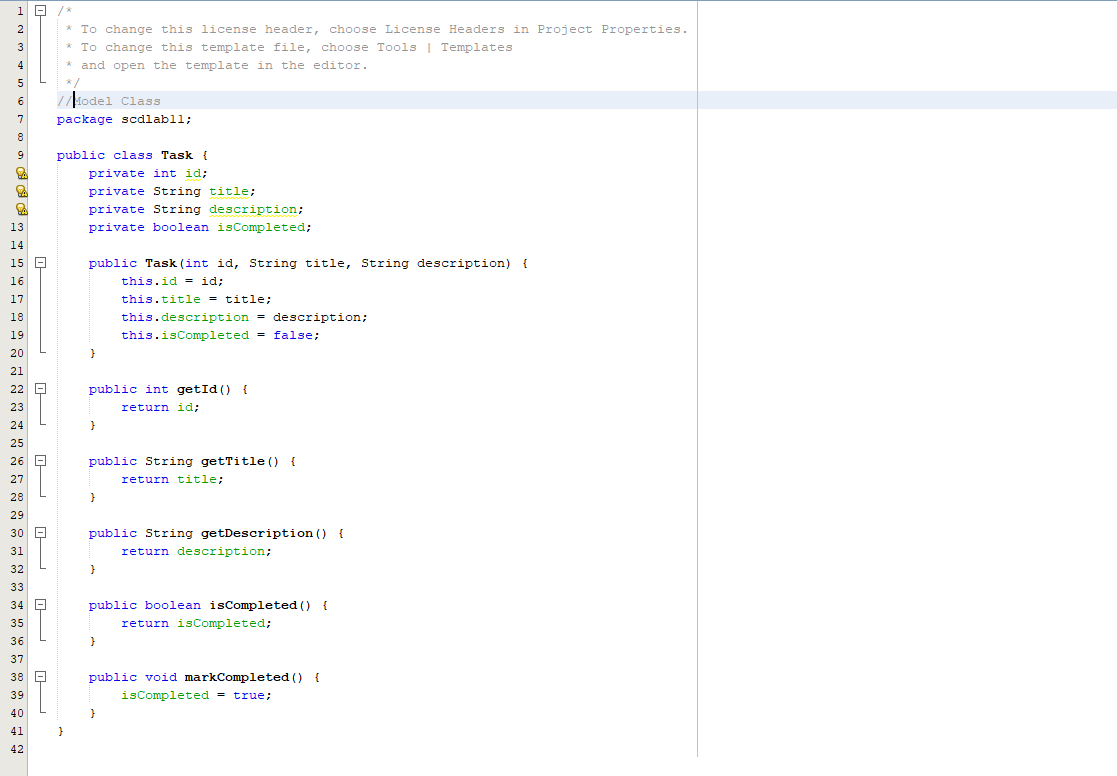 1 /*
2  * To change this license header, choose License Headers in Project Properties.
3  * To change this template file, choose Tools | Templates
4  * and open the template in the editor.
5  */
6 //Model Class
7 package scdlab11;
8
9 public class Task {
    private int id;
    private String title;
    private String description;
13     private boolean isCompleted;
14
15     public Task(int id, String title, String description) {
16         this.id = id;
17         this.title = title;
18         this.description = description;
19         this.isCompleted = false;
20     }
21
22     public int getId() {
23         return id;
24     }
25
26     public String getTitle() {
27         return title;
28     }
29
30     public String getDescription() {
31         return description;
32     }
33
34     public boolean isCompleted() {
35         return isCompleted;
36     }
37
38     public void markCompleted() {
39         isCompleted = true;
40     }
41 }
42